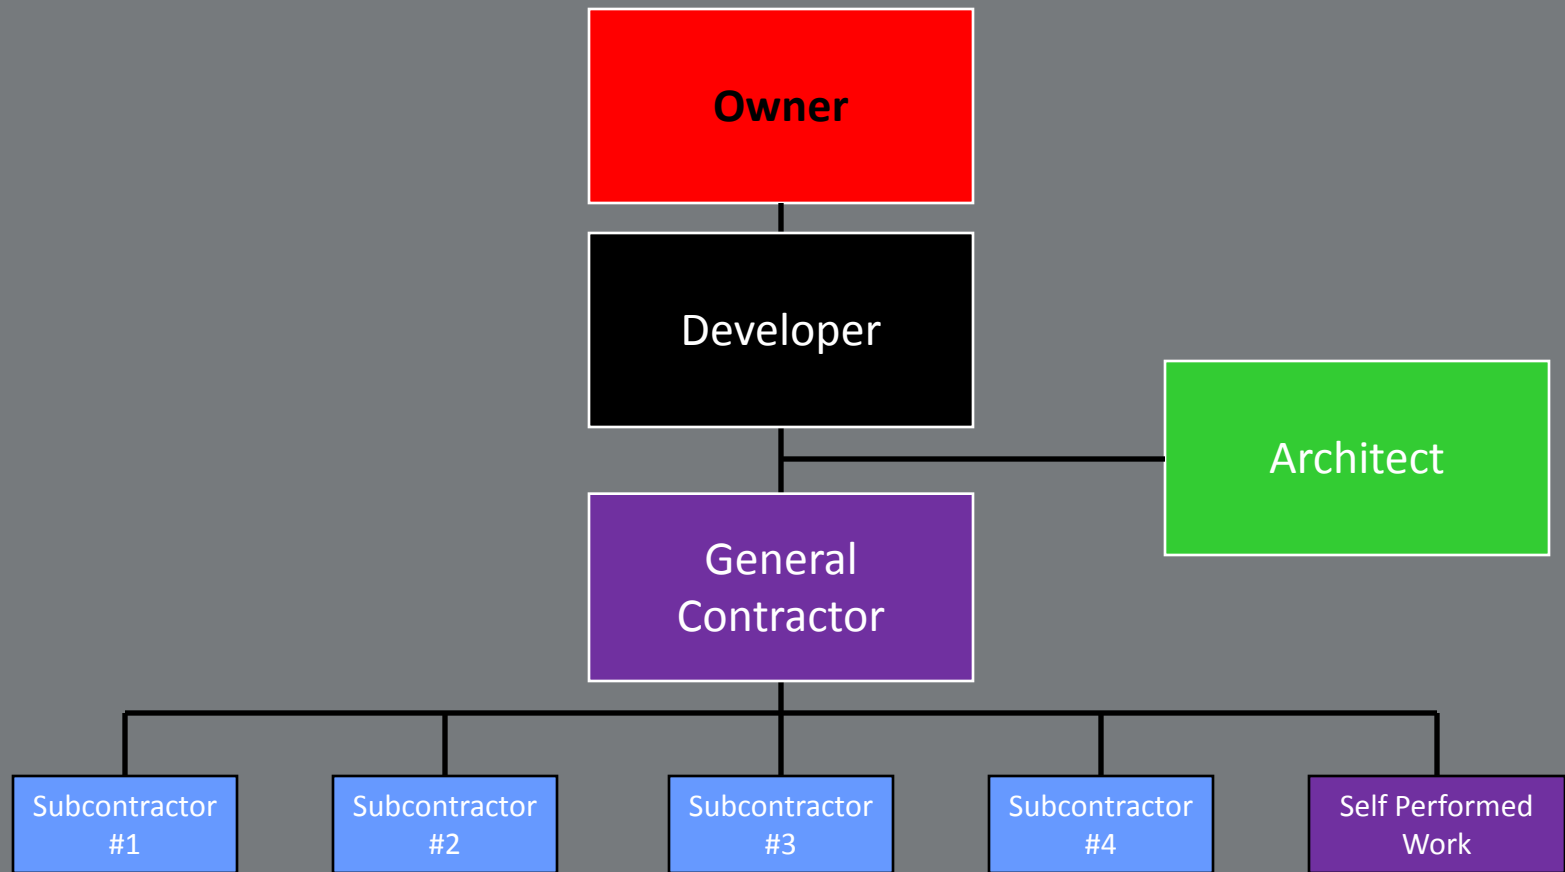 Owner
Developer
Architect
General
Contractor
Subcontractor
#1
Subcontractor
#2
Subcontractor
#3
Subcontractor
#4
Self Performed
Work